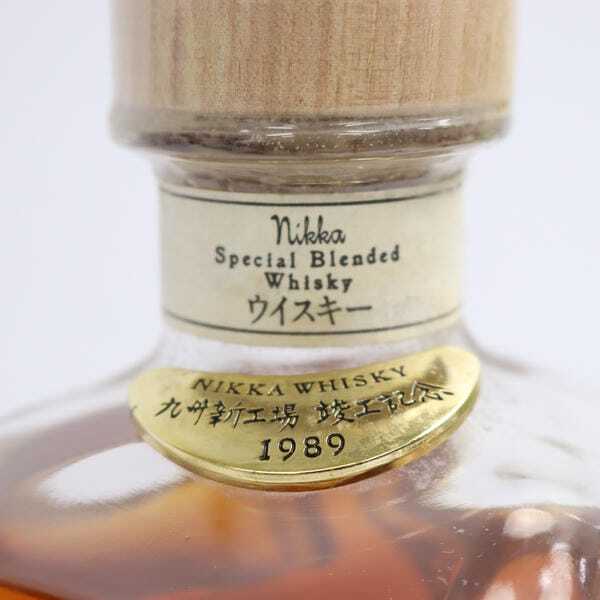 Nikka
Special Blended
Whisky
ウイスキー
NIKKA WHISKY
九州新工場 竣工記念
1989